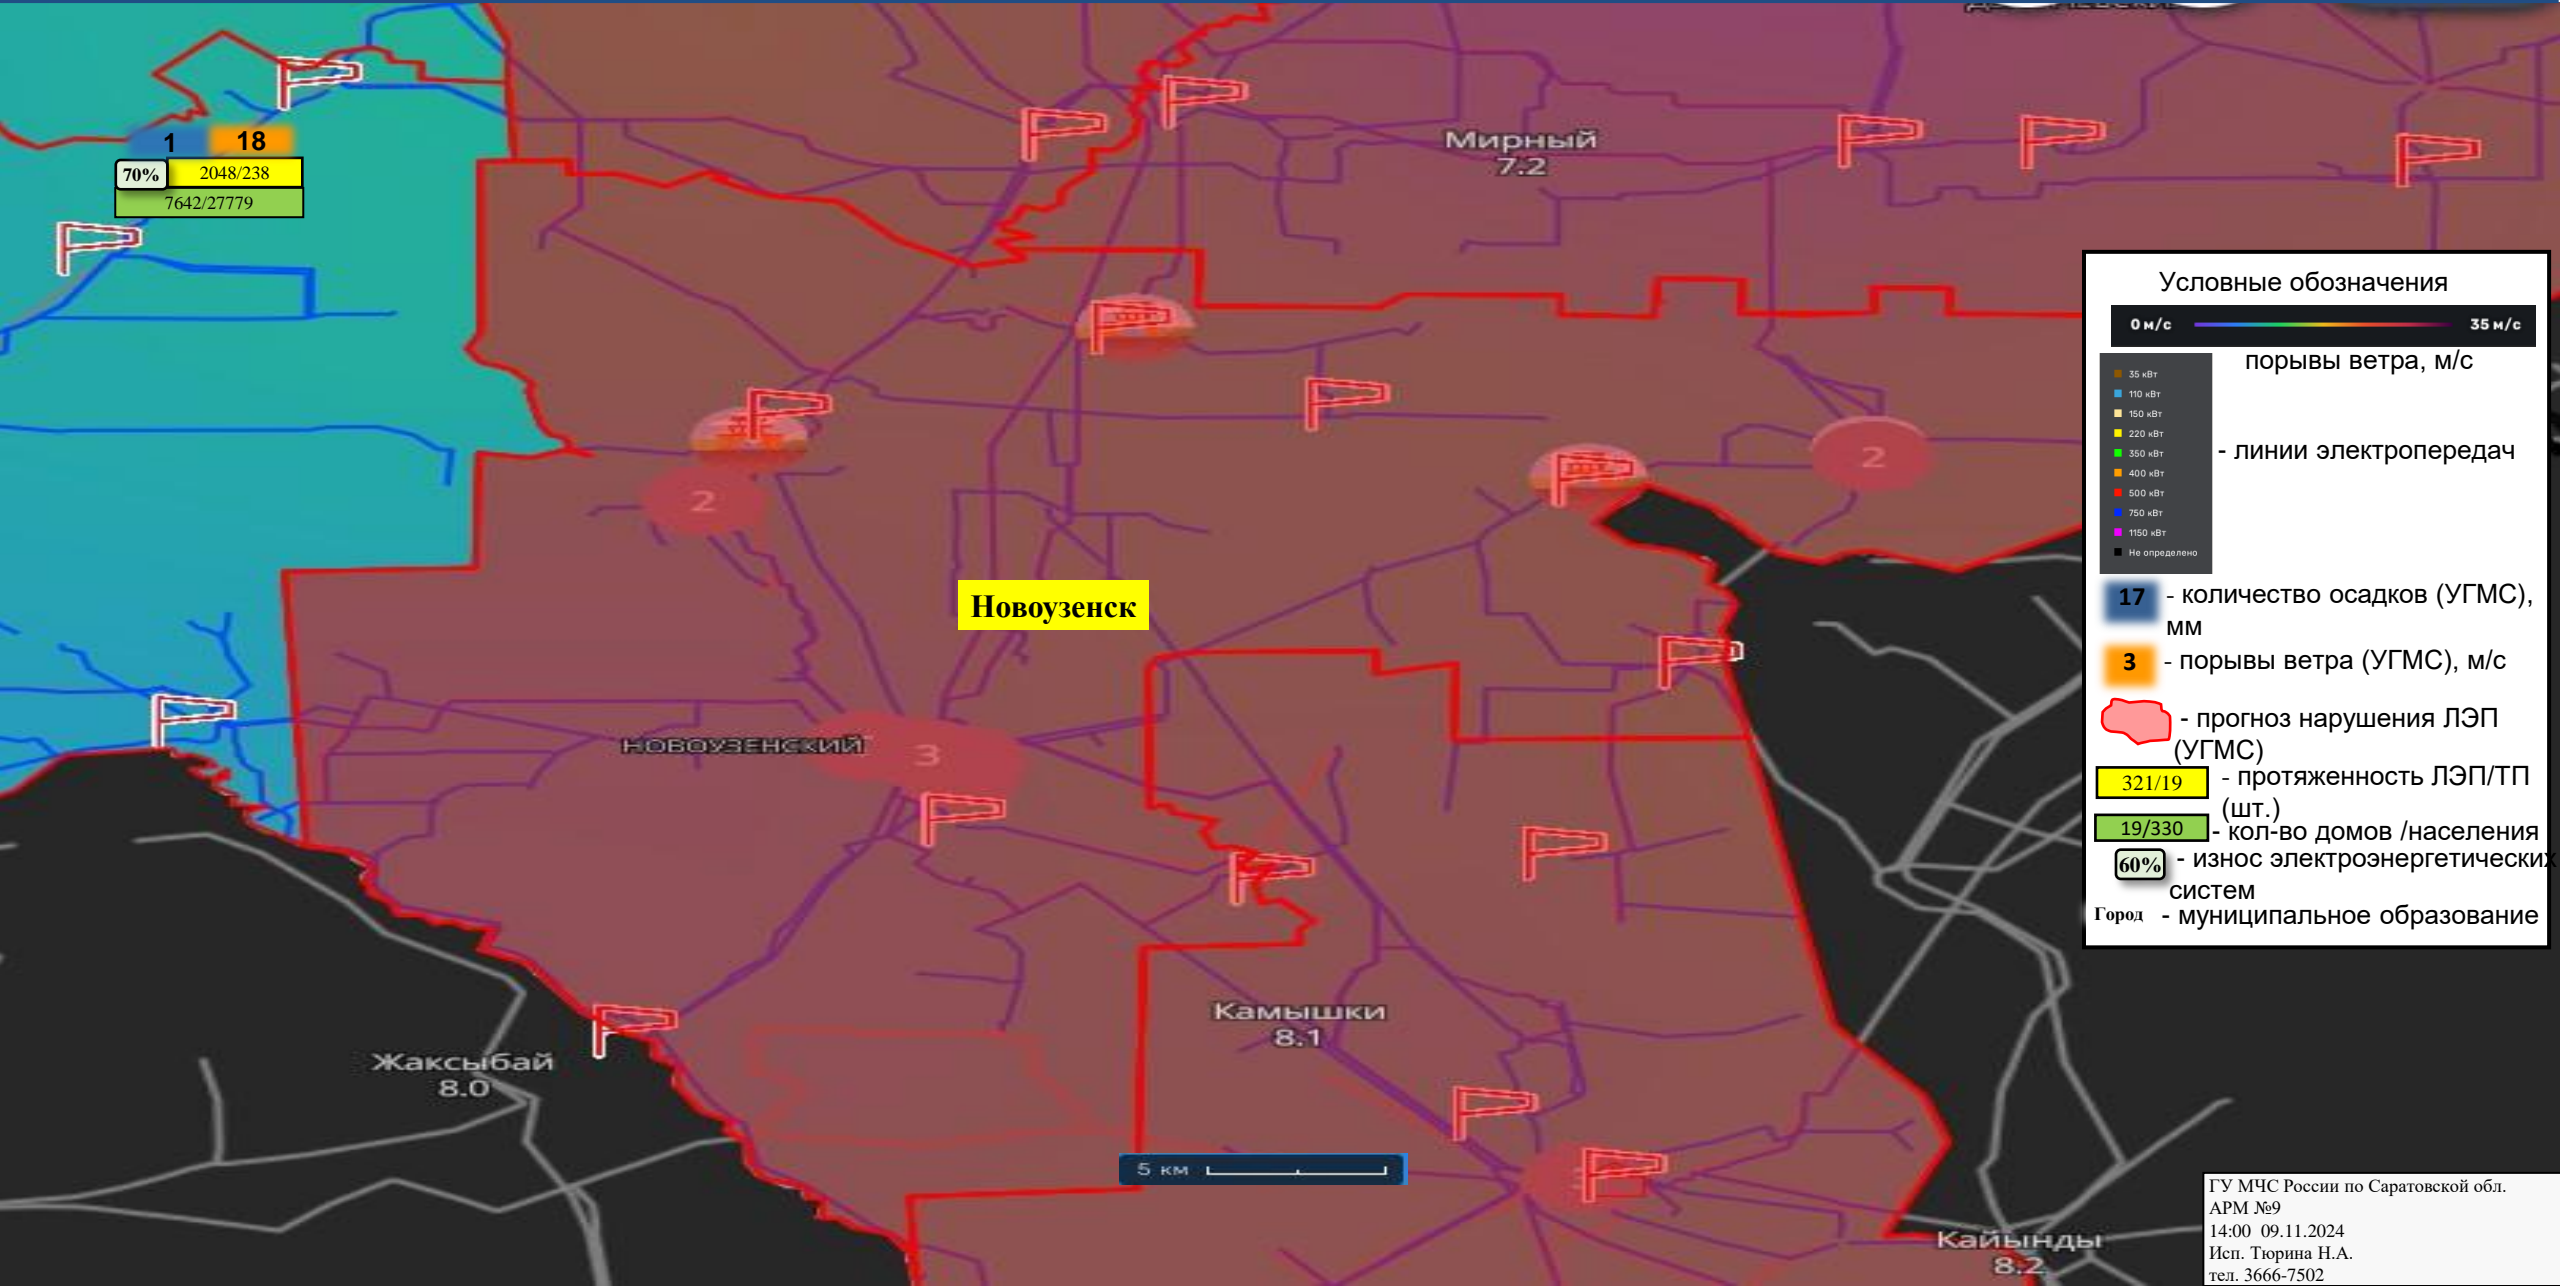 1 18
70% 2048/238
7642/27779
Мирный
7.2
2
2
Новоузенск
НОВОУЗЕНСКИЙ
3
Камышки
8.1
Жаксыбай
8.0
5 км
Кайынды
8.2
Условные обозначения
0 м/с 35 м/с
порывы ветра, м/с
35 кВт
110 кВт
150 кВт
220 кВт
350 кВт
400 кВт
500 кВт
750 кВт
1150 кВт
Не определено
- линии электропередач
17 - количество осадков (УГМС),
мм
3 - порывы ветра (УГМС), м/с
- прогноз нарушения ЛЭП
(УГМС)
321/19 - протяженность ЛЭП/ТП
(шт.)
19/330 - кол-во домов /населения
60% - износ электроэнергетических
систем
Город - муниципальное образование
ГУ МЧС России по Саратовской обл.
АРМ №9
14:00 09.11.2024
Исп. Тюрина Н.А.
тел. 3666-7502